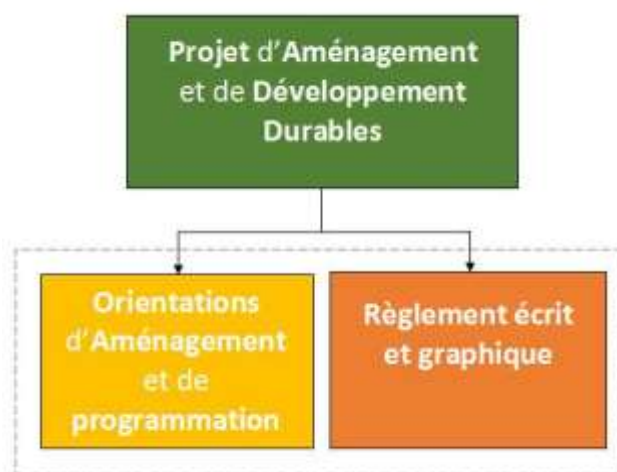 Projet d'Aménagement
et de Développement
Durables
Orientations
d'Aménagement
et de
programmation
Règlement écrit
et graphique